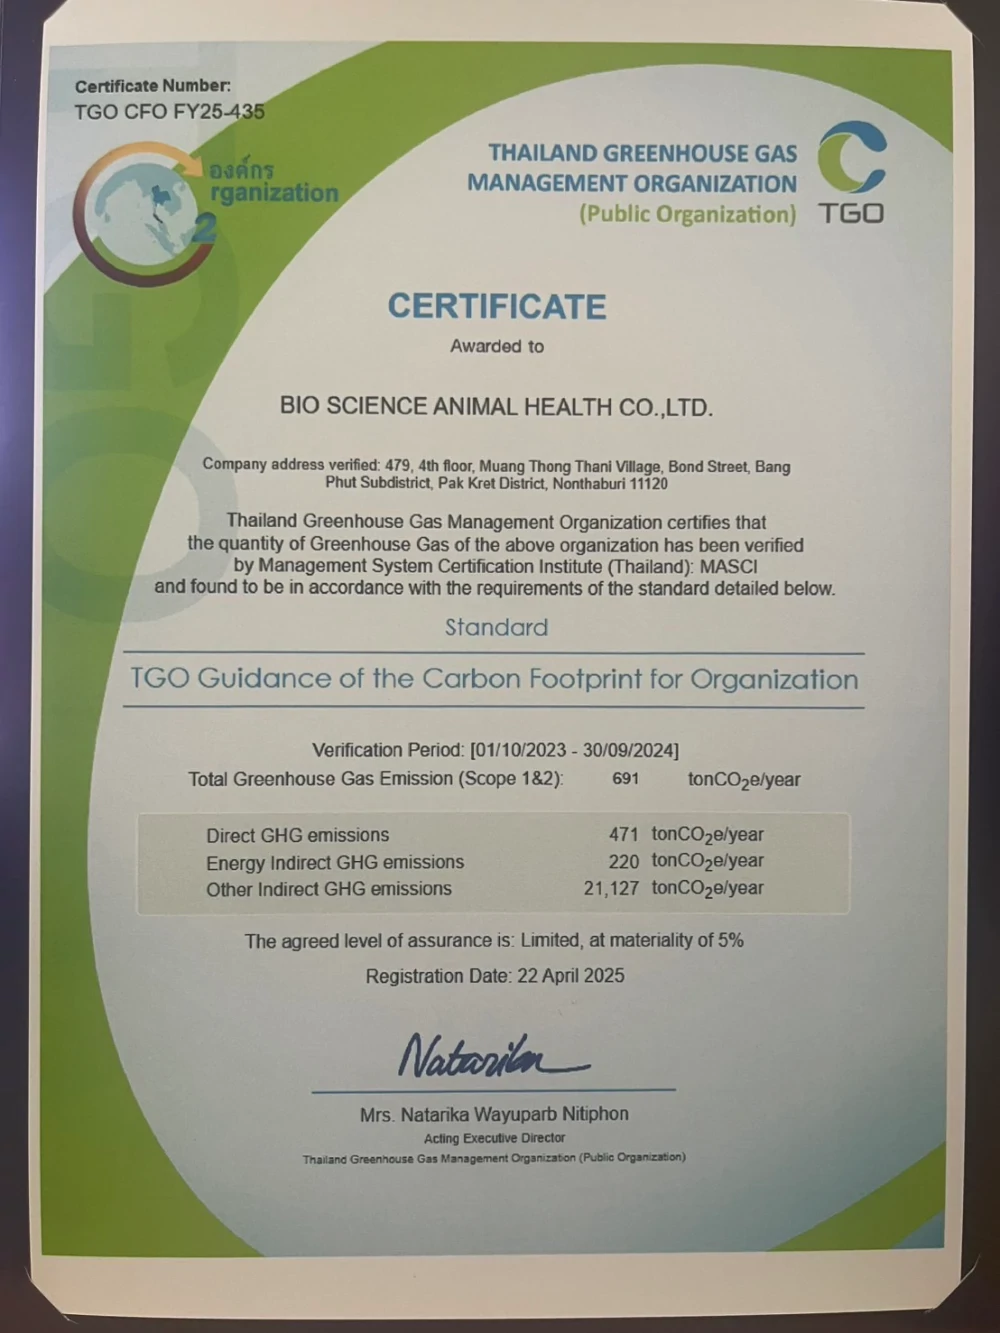 Certificate Number:
TGO CFO FY25-435
องค์กร
rganization
2
THAILAND GREENHOUSE GAS
MANAGEMENT ORGANIZATION
(Public Organization)
TGO
CERTIFICATE
Awarded to
BIO SCIENCE ANIMAL HEALTH CO.,LTD.
Company address verified: 479, 4th floor, Muang Thong Thani Village, Bond Street, Bang
Phut Subdistrict, Pak Kret District, Nonthaburi 11120
Thailand Greenhouse Gas Management Organization certifies that
the quantity of Greenhouse Gas of the above organization has been verified
by Management System Certification Institute (Thailand): MASCI
and found to be in accordance with the requirements of the standard detailed below.
Standard
TGO Guidance of the Carbon Footprint for Organization
Verification Period: [01/10/2023 - 30/09/2024]
Total Greenhouse Gas Emission (Scope 1&2): 691 tonCO₂e/year
Direct GHG emissions 471 tonCO₂e/year
Energy Indirect GHG emissions 220 tonCO₂e/year
Other Indirect GHG emissions 21,127 tonCO₂e/year
The agreed level of assurance is: Limited, at materiality of 5%
Registration Date: 22 April 2025
Natarika
Mrs. Natarika Wayuparb Nitiphon
Acting Executive Director
Thailand Greenhouse Gas Management Organization (Public Organization)